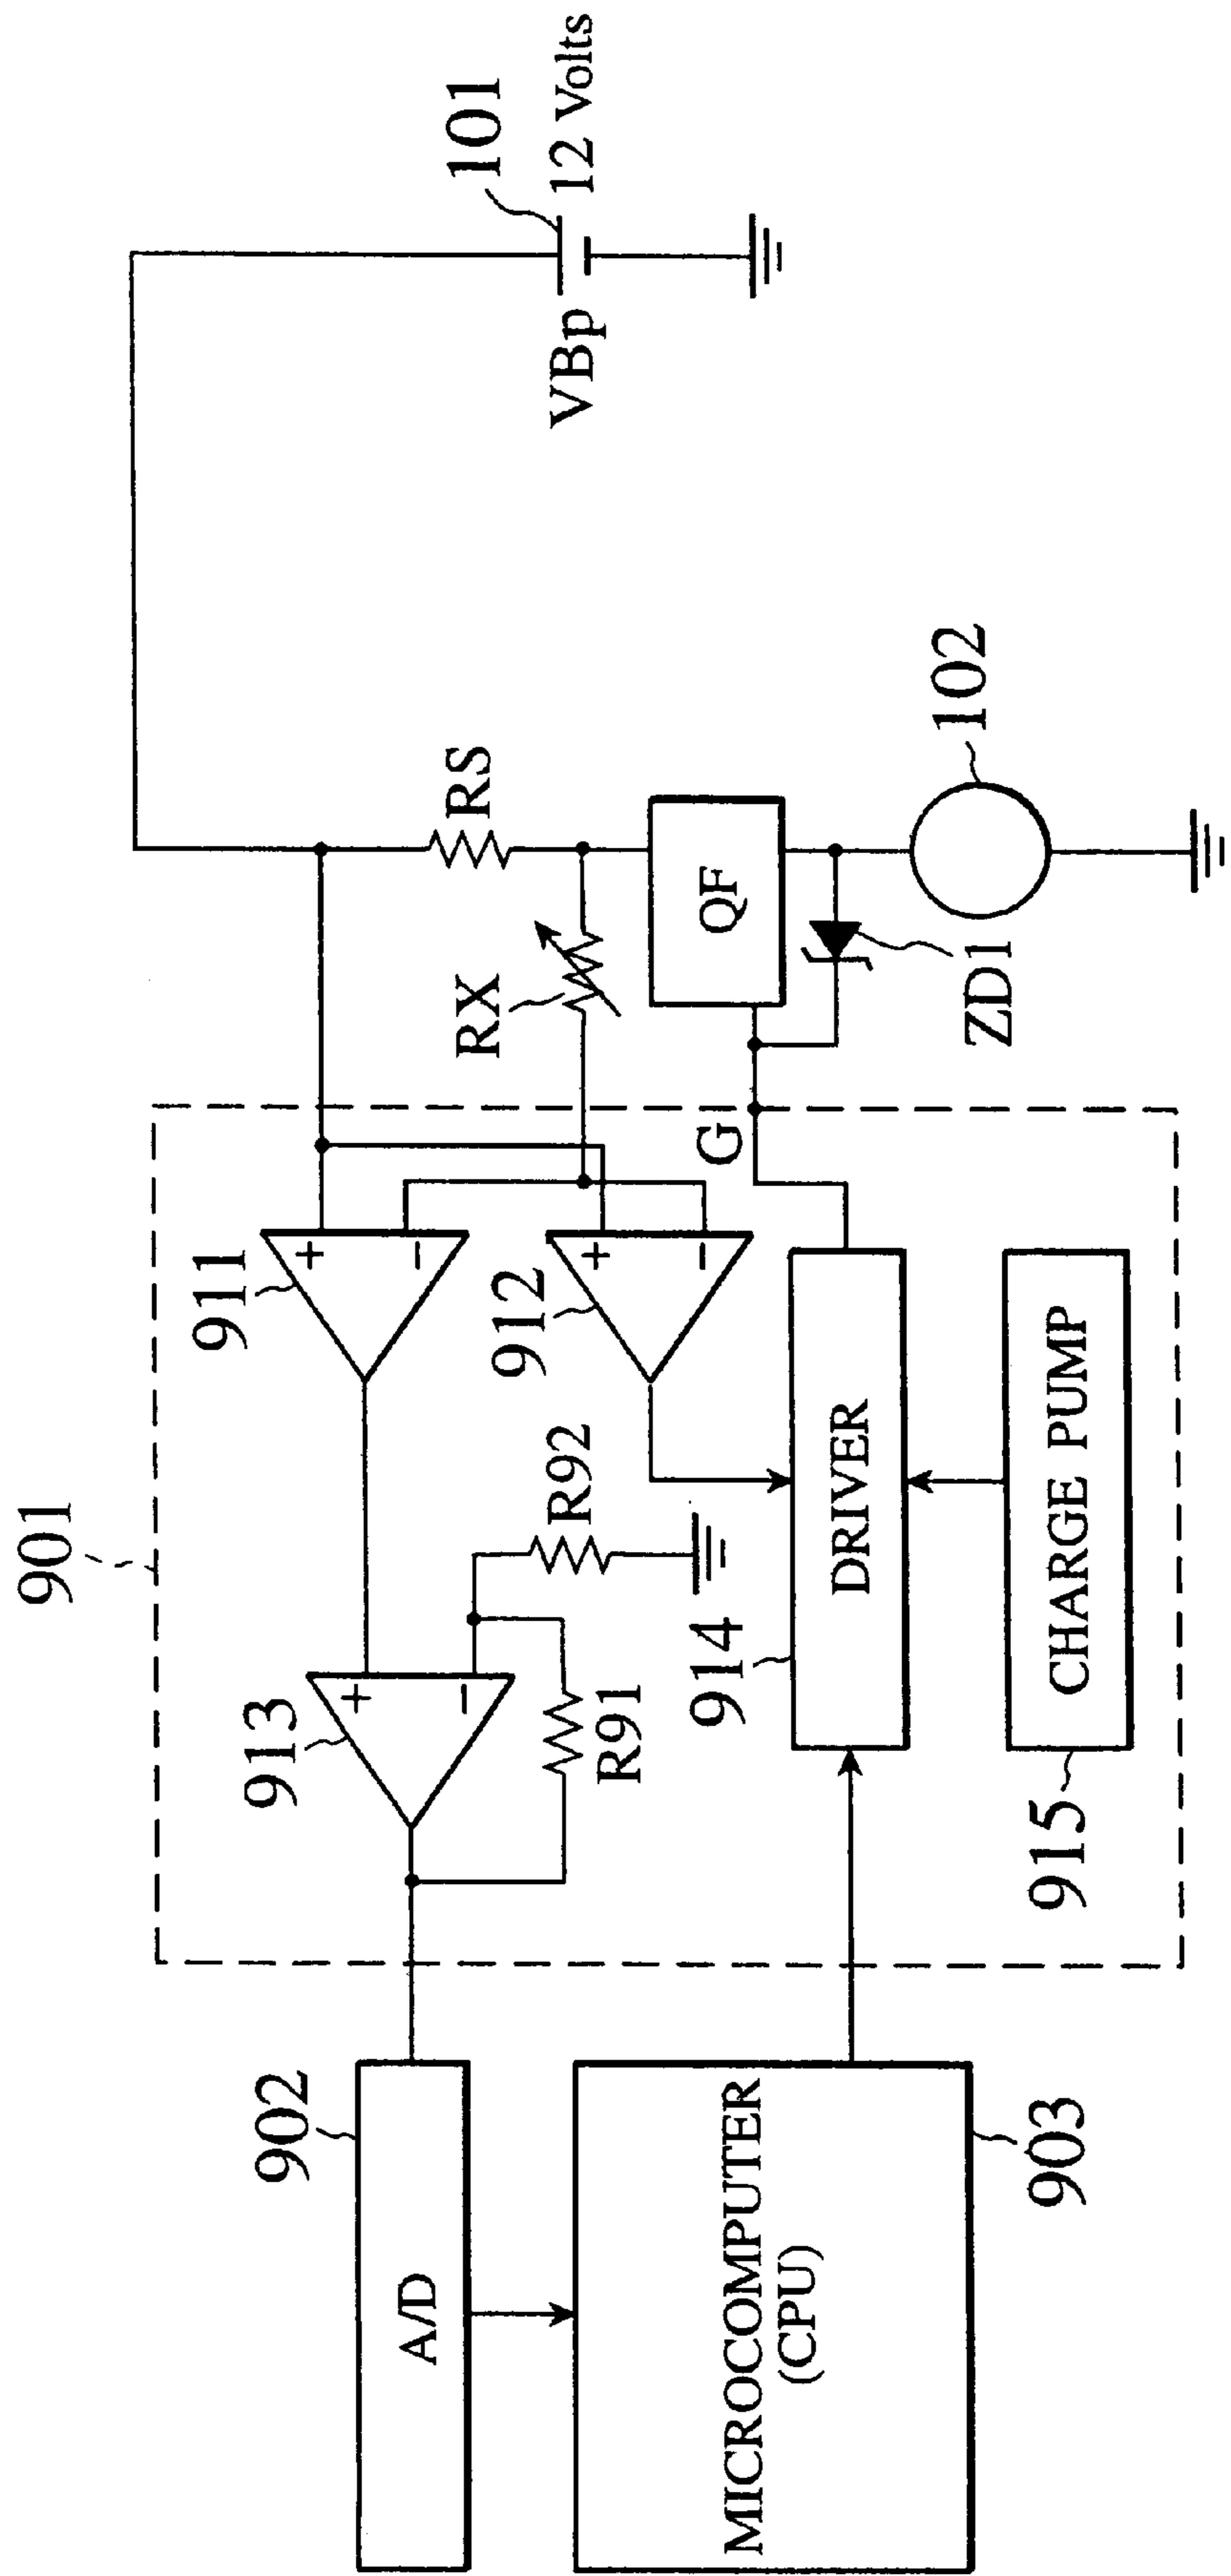 901
902
A/D
913
911
RX
RS
101
VBp
12 Volts
912
R92
R91
G
QF
102
ZD1
914
DRIVER
MICROCOMPUTER
(CPU)
903
915
CHARGE PUMP
+
-
+
-
+
-